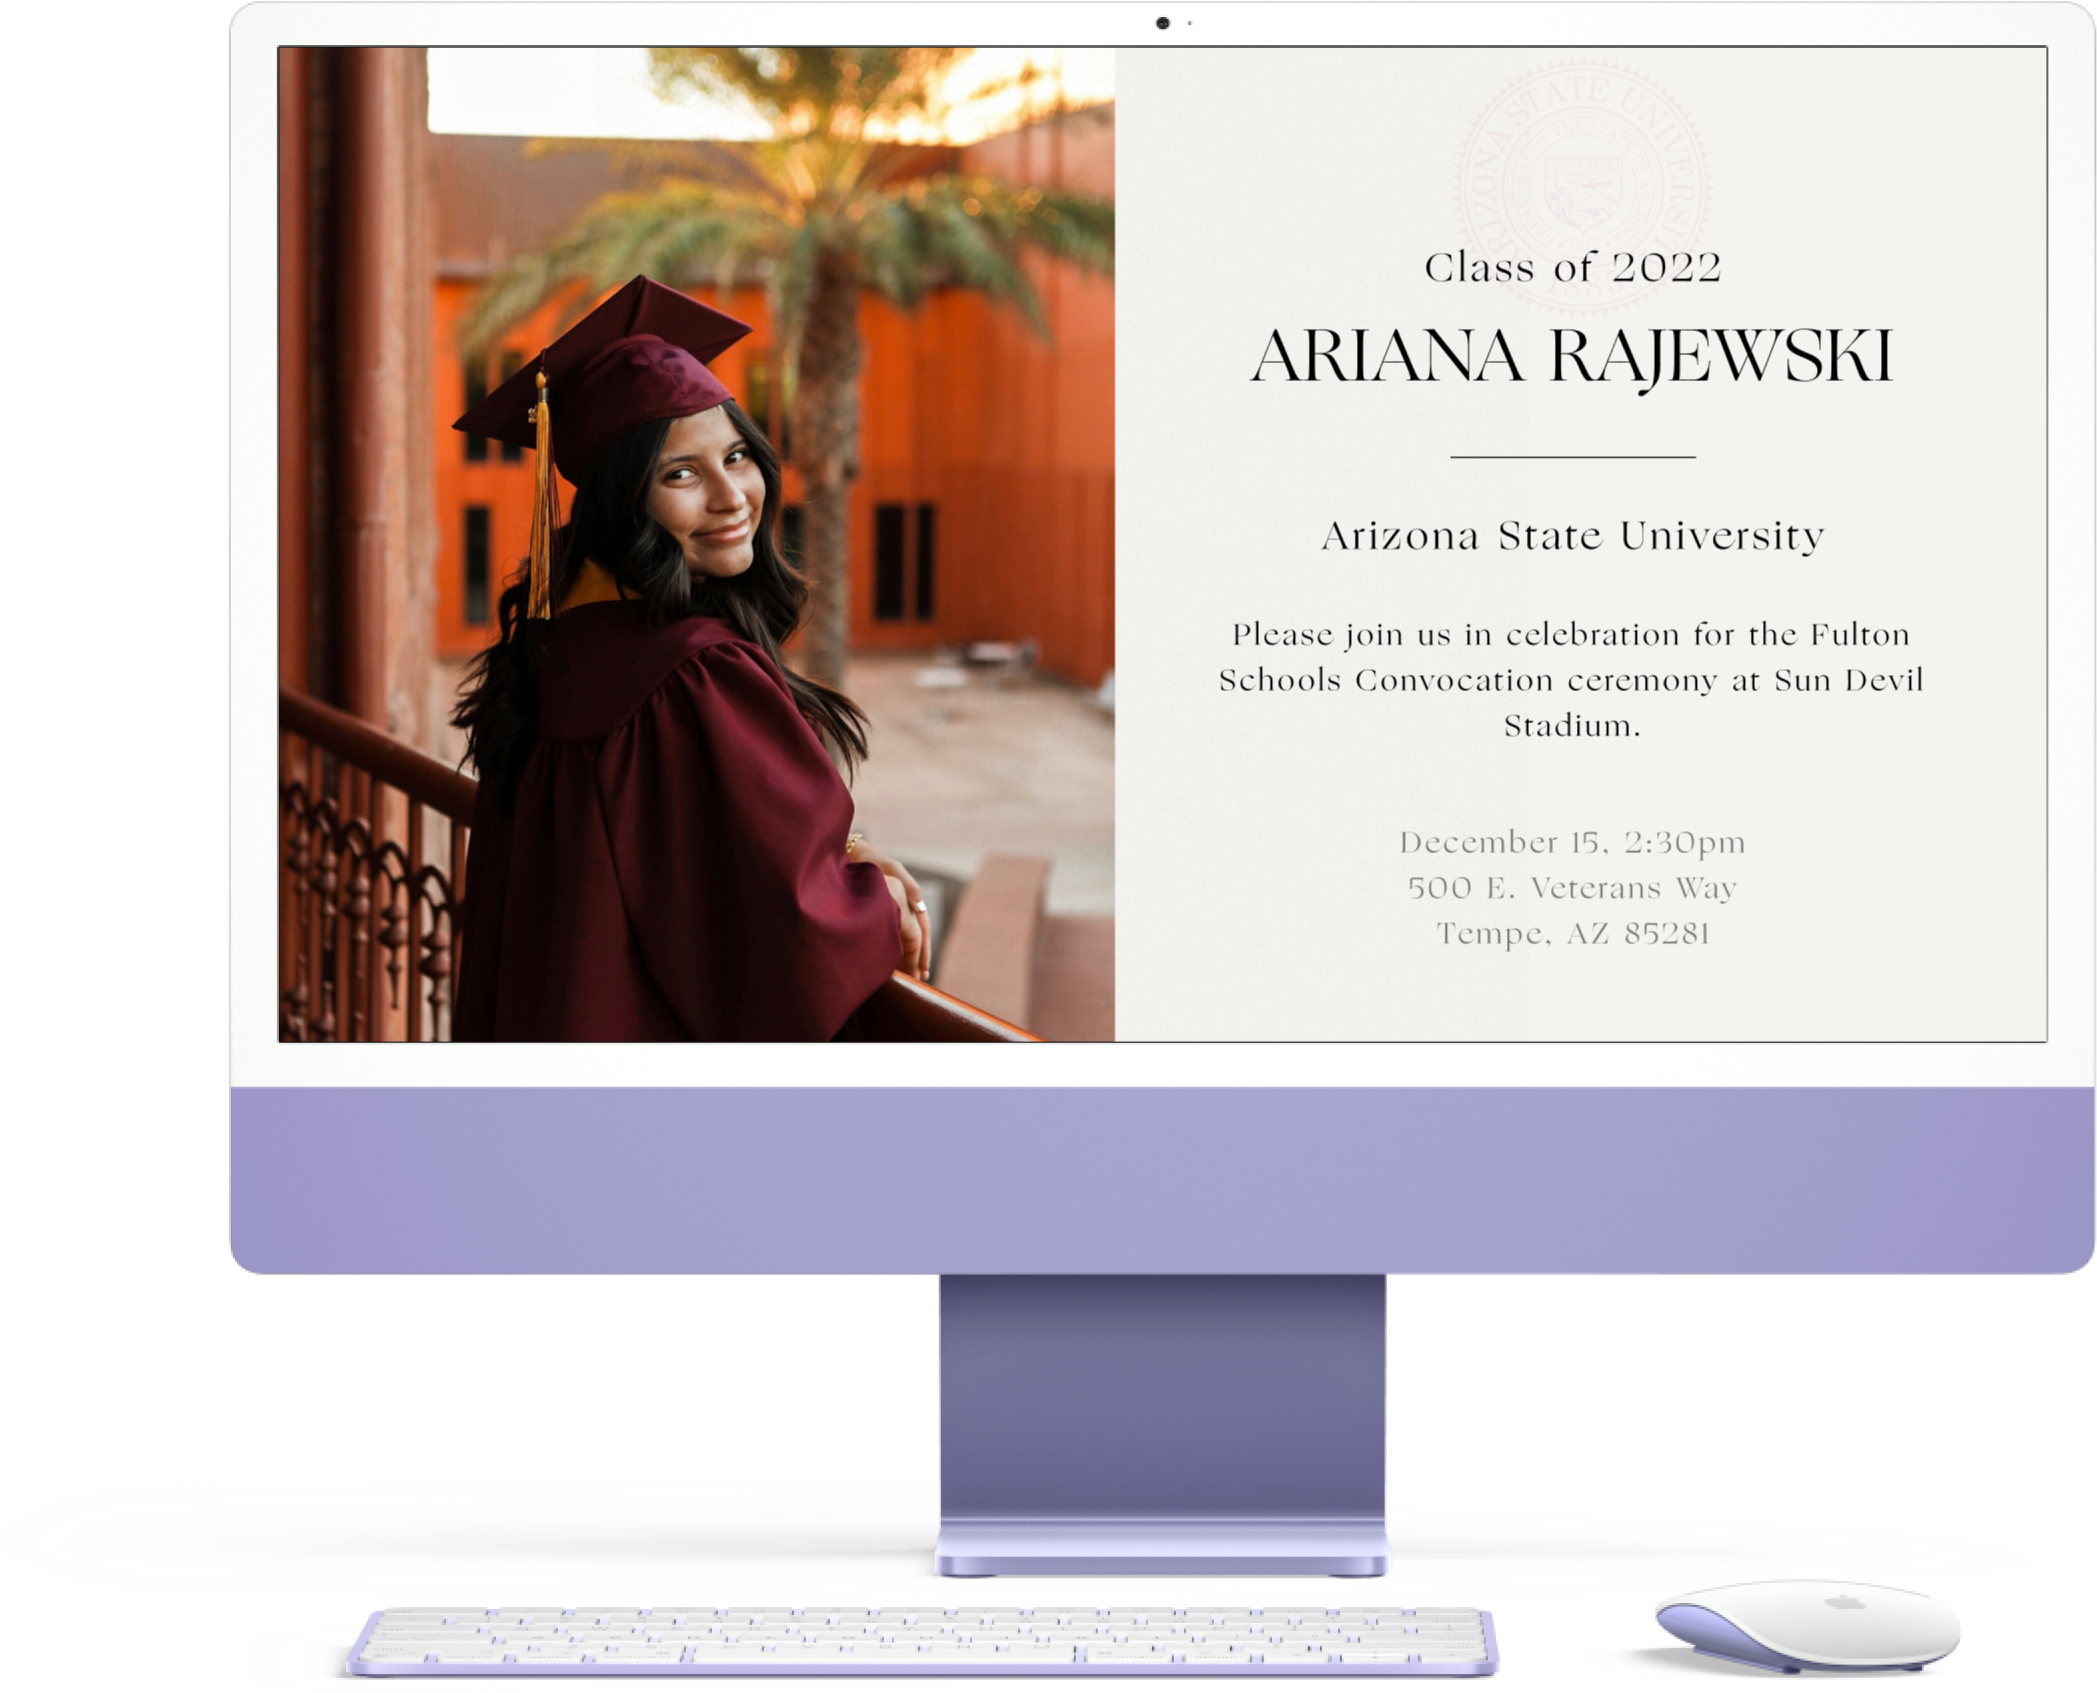 ARIZONA STATE UNIVERSITY
1885
Class of 2022
ARIANA RAJEWSKI
Arizona State University
Please join us in celebration for the Fulton
Schools Convocation ceremony at Sun Devil
Stadium.
December 15, 2:30pm
500 E. Veterans Way
Tempe, AZ 85281